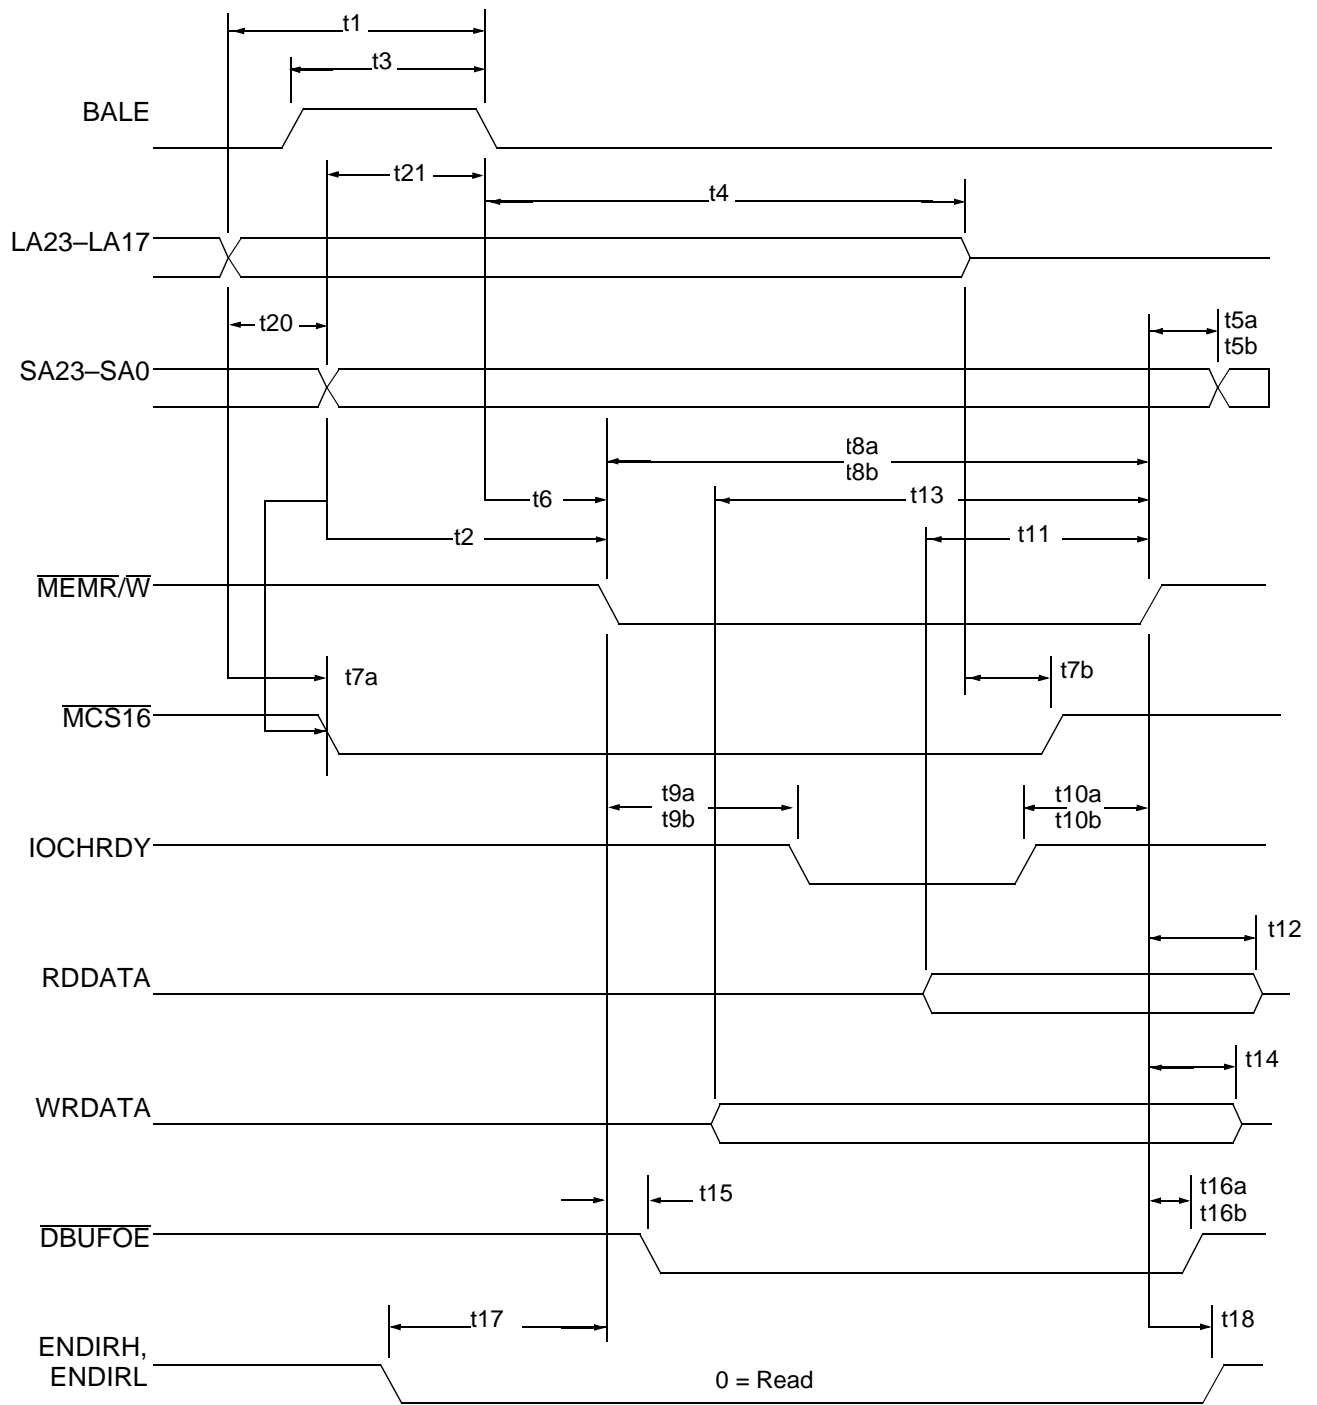 t1
t3
BALE
t21
t4
LA23–LA17
t20
t5a
t5b
SA23–SA0
t8a
t8b
t6
t13
t2
t11
MEMR/W
t7a
t7b
MCS16
t9a
t9b
t10a
t10b
IOCHRDY
t12
RDDATA
t14
WRDATA
t15
t16a
t16b
DBUFOE
t17
t18
ENDIRH,
ENDIRL
0 = Read